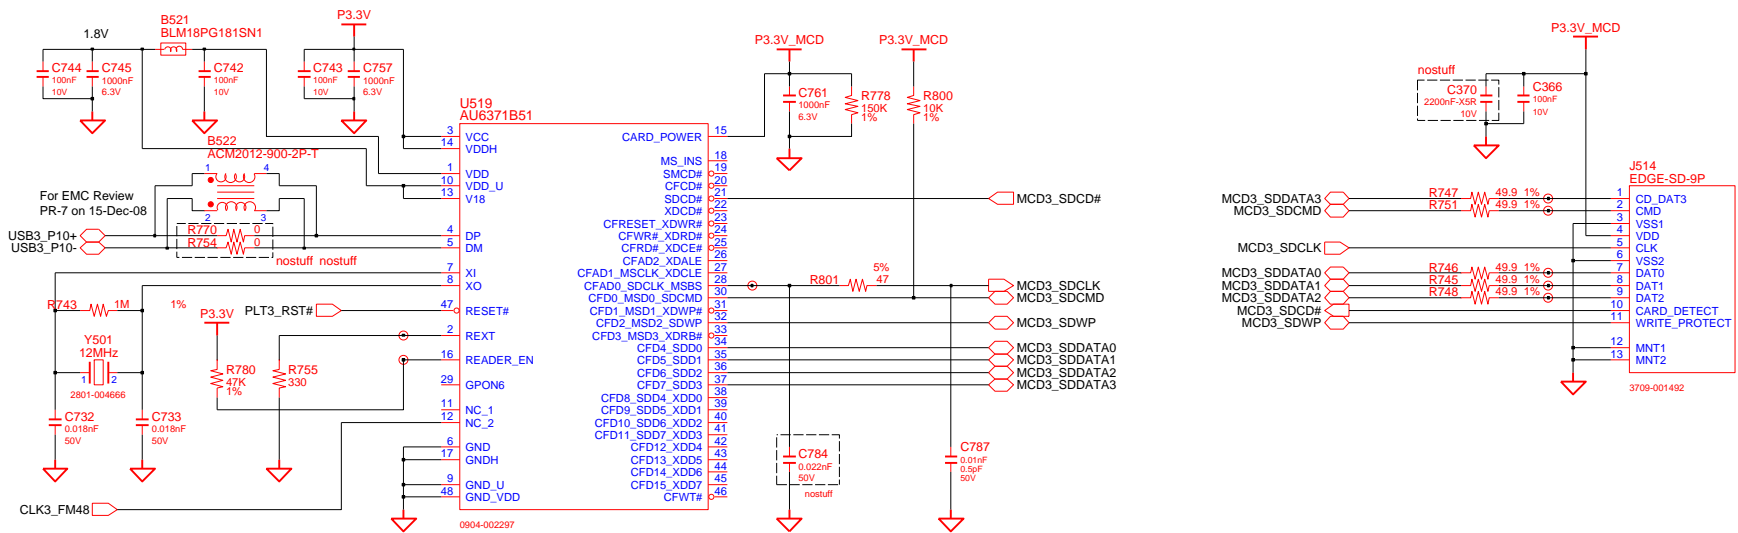 B521
BLM18PG181SN1
1.8V
C744
100nF
10V
C745
1000nF
6.3V
C742
100nF
10V
P3.3V
C743
100nF
10V
C757
1000nF
6.3V
B522
ACM2012-900-2P-T
1
4
2
3
For EMC Review
PR-7 on 15-Dec-08
USB3_P10+
USB3_P10-
R770
0
R754
0
nostuff nostuff
R743
1M
1%
Y501
12MHz
1
2
2801-004666
C732
0.018nF
50V
C733
0.018nF
50V
PLT3_RST#
P3.3V
R780
47K
1%
R755
330
CLK3_FM48
U519
AU6371B51
3 VCC
14 VDDH
1 VDD
10 VDD_U
13 V18
4 DP
5 DM
7 XI
8 XO
47 RESET#
2 REXT
16 READER_EN
29 GPON6
11 NC_1
12 NC_2
6 GND
17 GNDH
9 GND_U
48 GND_VDD
CARD_POWER 15
MS_INS 18
SMCD# 19
CFCD# 20
SDCD# 21
XDCD# 22
CFRESET_XDWR# 23
CFWR#_XDRD# 24
CFRD#_XDCE# 25
CFAD2_XDALE 26
CFAD1_MSCLK_XDCLE 27
CFAD0_SDCLK_MSBS 28
CFD0_MSD0_SDCMD 30
CFD1_MSD1_XDWP# 31
CFD2_MSD2_SDWP 32
CFD3_MSD3_XDRB# 33
CFD4_SDD0 34
CFD5_SDD1 35
CFD6_SDD2 36
CFD7_SDD3 37
CFD8_SDD4_XDD0 38
CFD9_SDD5_XDD1 39
CFD10_SDD6_XDD2 40
CFD11_SDD7_XDD3 41
CFD12_XDD4 42
CFD13_XDD5 43
CFD14_XDD6 44
CFD15_XDD7 45
CFWT# 46
0904-002297
P3.3V_MCD
C761
1000nF
6.3V
R778
150K
1%
P3.3V_MCD
R800
10K
1%
MCD3_SDCD#
R801
5%
47
MCD3_SDCLK
MCD3_SDCMD
MCD3_SDWP
MCD3_SDDATA0
MCD3_SDDATA1
MCD3_SDDATA2
MCD3_SDDATA3
C784
0.022nF
50V
nostuff
C787
0.01nF
0.5pF
50V
P3.3V_MCD
nostuff
C370
2200nF-X5R
10V
C366
100nF
10V
J514
EDGE-SD-9P
MCD3_SDDATA3 R747 49.9 1% 1 CD_DAT3
MCD3_SDCMD R751 49.9 1% 2 CMD
3 VSS1
4 VDD
MCD3_SDCLK 5 CLK
6 VSS2
MCD3_SDDATA0 R746 49.9 1% 7 DAT0
MCD3_SDDATA1 R745 49.9 1% 8 DAT1
MCD3_SDDATA2 R748 49.9 1% 9 DAT2
MCD3_SDCD# 10 CARD_DETECT
MCD3_SDWP 11 WRITE_PROTECT
12 MNT1
13 MNT2
3709-001492